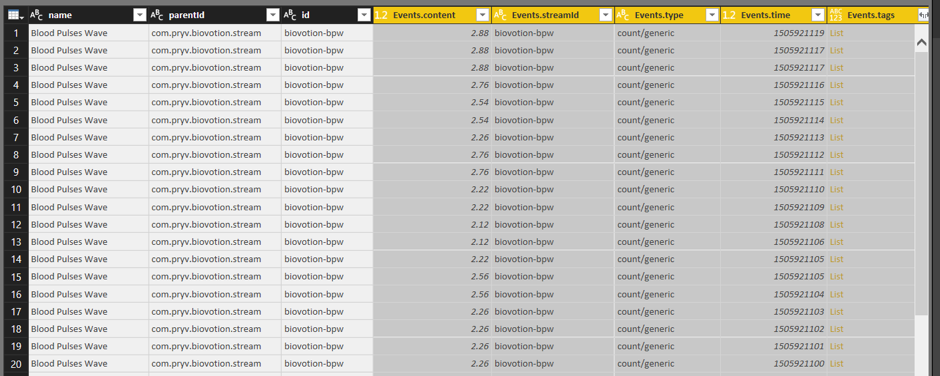 ABC name ABC parentId ABC id 1.2 Events.content ABC Events.streamId ABC Events.type 1.2 Events.time ABC 123 Events.tags
1 Blood Pulses Wave com.pryv.biovotion.stream biovotion-bpw 2.88 biovotion-bpw count/generic 1505921119 List
2 Blood Pulses Wave com.pryv.biovotion.stream biovotion-bpw 2.88 biovotion-bpw count/generic 1505921117 List
3 Blood Pulses Wave com.pryv.biovotion.stream biovotion-bpw 2.88 biovotion-bpw count/generic 1505921117 List
4 Blood Pulses Wave com.pryv.biovotion.stream biovotion-bpw 2.76 biovotion-bpw count/generic 1505921116 List
5 Blood Pulses Wave com.pryv.biovotion.stream biovotion-bpw 2.54 biovotion-bpw count/generic 1505921115 List
6 Blood Pulses Wave com.pryv.biovotion.stream biovotion-bpw 2.54 biovotion-bpw count/generic 1505921114 List
7 Blood Pulses Wave com.pryv.biovotion.stream biovotion-bpw 2.26 biovotion-bpw count/generic 1505921113 List
8 Blood Pulses Wave com.pryv.biovotion.stream biovotion-bpw 2.76 biovotion-bpw count/generic 1505921112 List
9 Blood Pulses Wave com.pryv.biovotion.stream biovotion-bpw 2.76 biovotion-bpw count/generic 1505921111 List
10 Blood Pulses Wave com.pryv.biovotion.stream biovotion-bpw 2.22 biovotion-bpw count/generic 1505921110 List
11 Blood Pulses Wave com.pryv.biovotion.stream biovotion-bpw 2.22 biovotion-bpw count/generic 1505921109 List
12 Blood Pulses Wave com.pryv.biovotion.stream biovotion-bpw 2.12 biovotion-bpw count/generic 1505921108 List
13 Blood Pulses Wave com.pryv.biovotion.stream biovotion-bpw 2.12 biovotion-bpw count/generic 1505921106 List
14 Blood Pulses Wave com.pryv.biovotion.stream biovotion-bpw 2.22 biovotion-bpw count/generic 1505921105 List
15 Blood Pulses Wave com.pryv.biovotion.stream biovotion-bpw 2.56 biovotion-bpw count/generic 1505921105 List
16 Blood Pulses Wave com.pryv.biovotion.stream biovotion-bpw 2.56 biovotion-bpw count/generic 1505921104 List
17 Blood Pulses Wave com.pryv.biovotion.stream biovotion-bpw 2.26 biovotion-bpw count/generic 1505921103 List
18 Blood Pulses Wave com.pryv.biovotion.stream biovotion-bpw 2.26 biovotion-bpw count/generic 1505921102 List
19 Blood Pulses Wave com.pryv.biovotion.stream biovotion-bpw 2.26 biovotion-bpw count/generic 1505921101 List
20 Blood Pulses Wave com.pryv.biovotion.stream biovotion-bpw 2.26 biovotion-bpw count/generic 1505921100 List